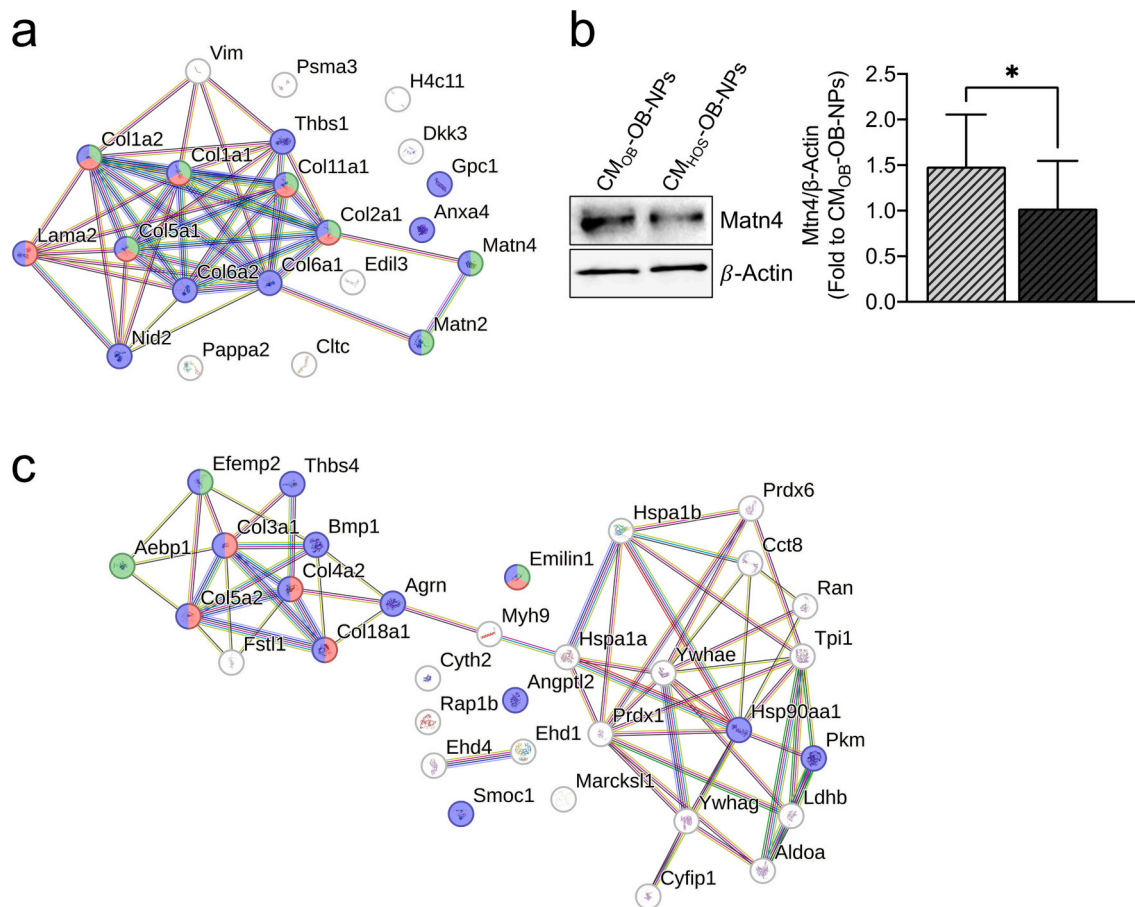 a
Vim
Psma3
H4c11
Thbs1
Dkk3
Col1a2
Col1a1
Col11a1
Gpc1
Col2a1
Anxa4
Lama2
Col5a1
Matn4
Col6a2
Col6a1
Edil3
Nid2
Matn2
Pappa2
Cltc
b
CMOB-OB-NPs
CMHOS-OB-NPs
Matn4
β-Actin
Mtn4/β-Actin
(Fold to CMOB-OB-NPs)
2.5
2.0
1.5
1.0
0.5
0.0
*
c
Efemp2
Thbs4
Col3a1
Bmp1
Aebp1
Col4a2
Agrn
Col5a2
Col18a1
Fstl1
Emilin1
Myh9
Cyth2
Angptl2
Rap1b
Ehd1
Ehd4
Marcksl1
Smoc1
Hspa1b
Prdx6
Cct8
Ran
Hspa1a
Ywhae
Tpi1
Prdx1
Hsp90aa1
Pkm
Ldhb
Ywhag
Aldoa
Cyfip1